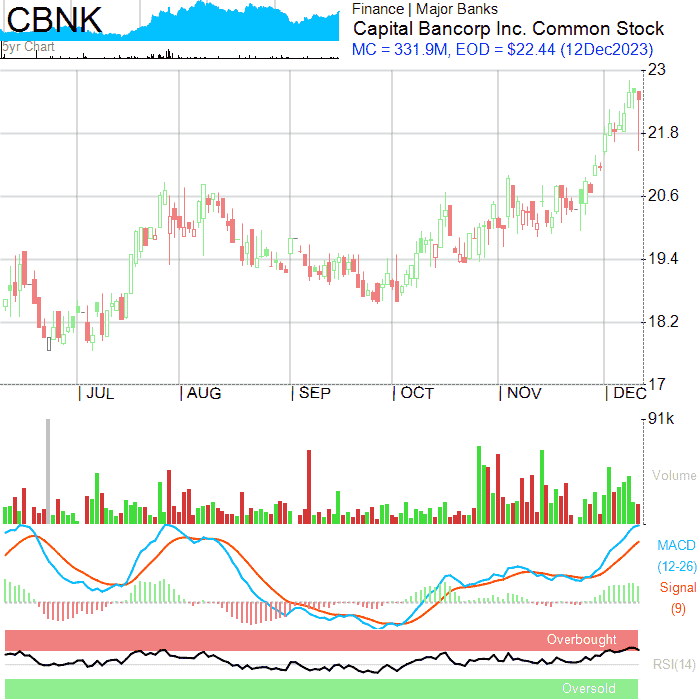 CBNK
5yr Chart
Finance | Major Banks
Capital Bancorp Inc. Common Stock
MC = 331.9M, EOD = $22.44 (12Dec2023)
23
21.8
20.6
19.4
18.2
17
| JUL | AUG | SEP | OCT | NOV | DEC
91k
Volume
MACD
(12-26)
Signal
(9)
Overbought
RSI(14)
Oversold